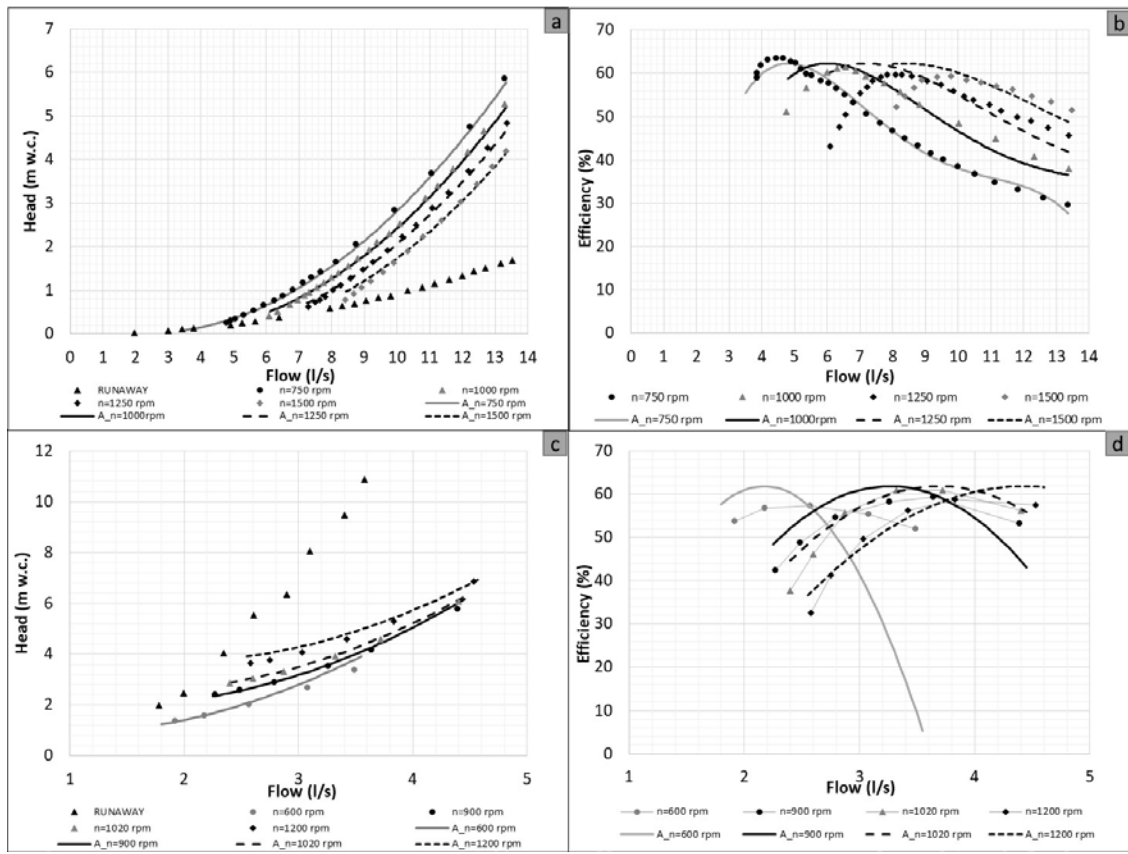 a
7
6
5
4
3
2
1
0
Head (m w.c.)
0 1 2 3 4 5 6 7 8 9 10 11 12 13 14
Flow (l/s)
RUNAWAY n=750 rpm n=1000 rpm
n=1250 rpm n=1500 rpm A_n=750 rpm
A_n=1000rpm A_n=1250 rpm A_n=1500 rpm
b
70
60
50
40
30
20
10
0
Efficiency (%)
0 1 2 3 4 5 6 7 8 9 10 11 12 13 14
Flow (l/s)
n=750 rpm n=1000 rpm n=1250 rpm n=1500 rpm
A_n=750 rpm A_n=1000rpm A_n=1250 rpm A_n=1500 rpm
c
12
10
8
6
4
2
0
Head (m w.c.)
1 2 3 4 5
Flow (l/s)
RUNAWAY n=600 rpm n=900 rpm
n=1020 rpm n=1200 rpm A_n=600 rpm
A_n=900 rpm A_n=1020 rpm A_n=1200 rpm
d
70
60
50
40
30
20
10
0
Efficiency (%)
1 2 3 4 5
Flow (l/s)
n=600 rpm n=900 rpm n=1020 rpm n=1200 rpm
A_n=600 rpm A_n=900 rpm A_n=1020 rpm A_n=1200 rpm